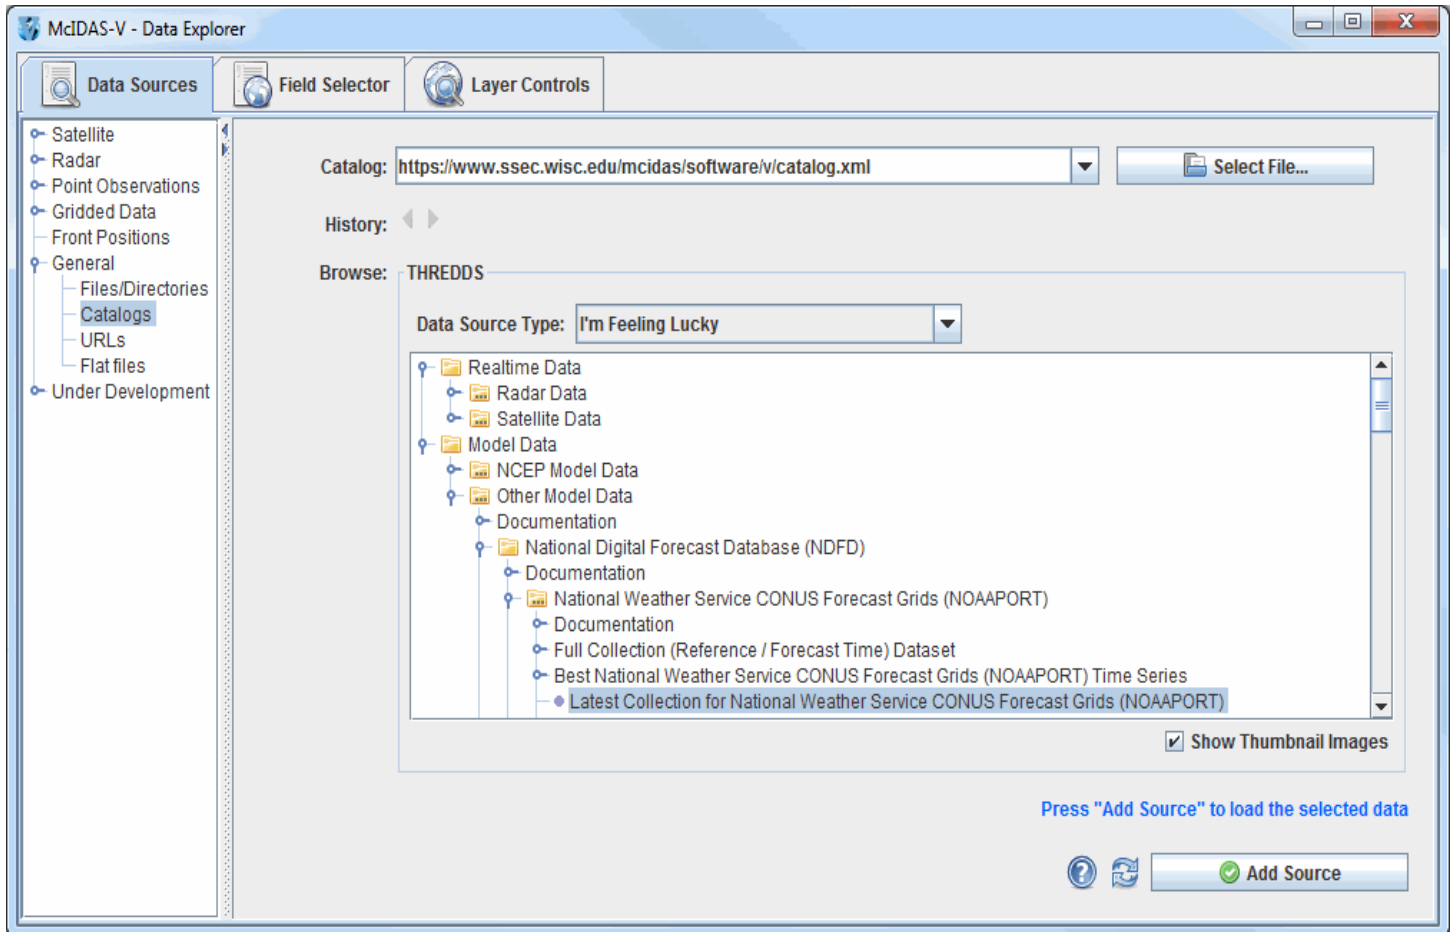 McIDAS-V - Data Explorer
Data Sources
Field Selector
Layer Controls
Satellite
Radar
Point Observations
Gridded Data
Front Positions
General
Files/Directories
Catalogs
URLs
Flat files
Under Development
Catalog: https://www.ssec.wisc.edu/mcidas/software/v/catalog.xml Select File...
History:
Browse: THREDDS
Data Source Type: I'm Feeling Lucky
Realtime Data
Radar Data
Satellite Data
Model Data
NCEP Model Data
Other Model Data
Documentation
National Digital Forecast Database (NDFD)
Documentation
National Weather Service CONUS Forecast Grids (NOAAPORT)
Documentation
Full Collection (Reference / Forecast Time) Dataset
Best National Weather Service CONUS Forecast Grids (NOAAPORT) Time Series
Latest Collection for National Weather Service CONUS Forecast Grids (NOAAPORT)
Show Thumbnail Images
Press "Add Source" to load the selected data
Add Source